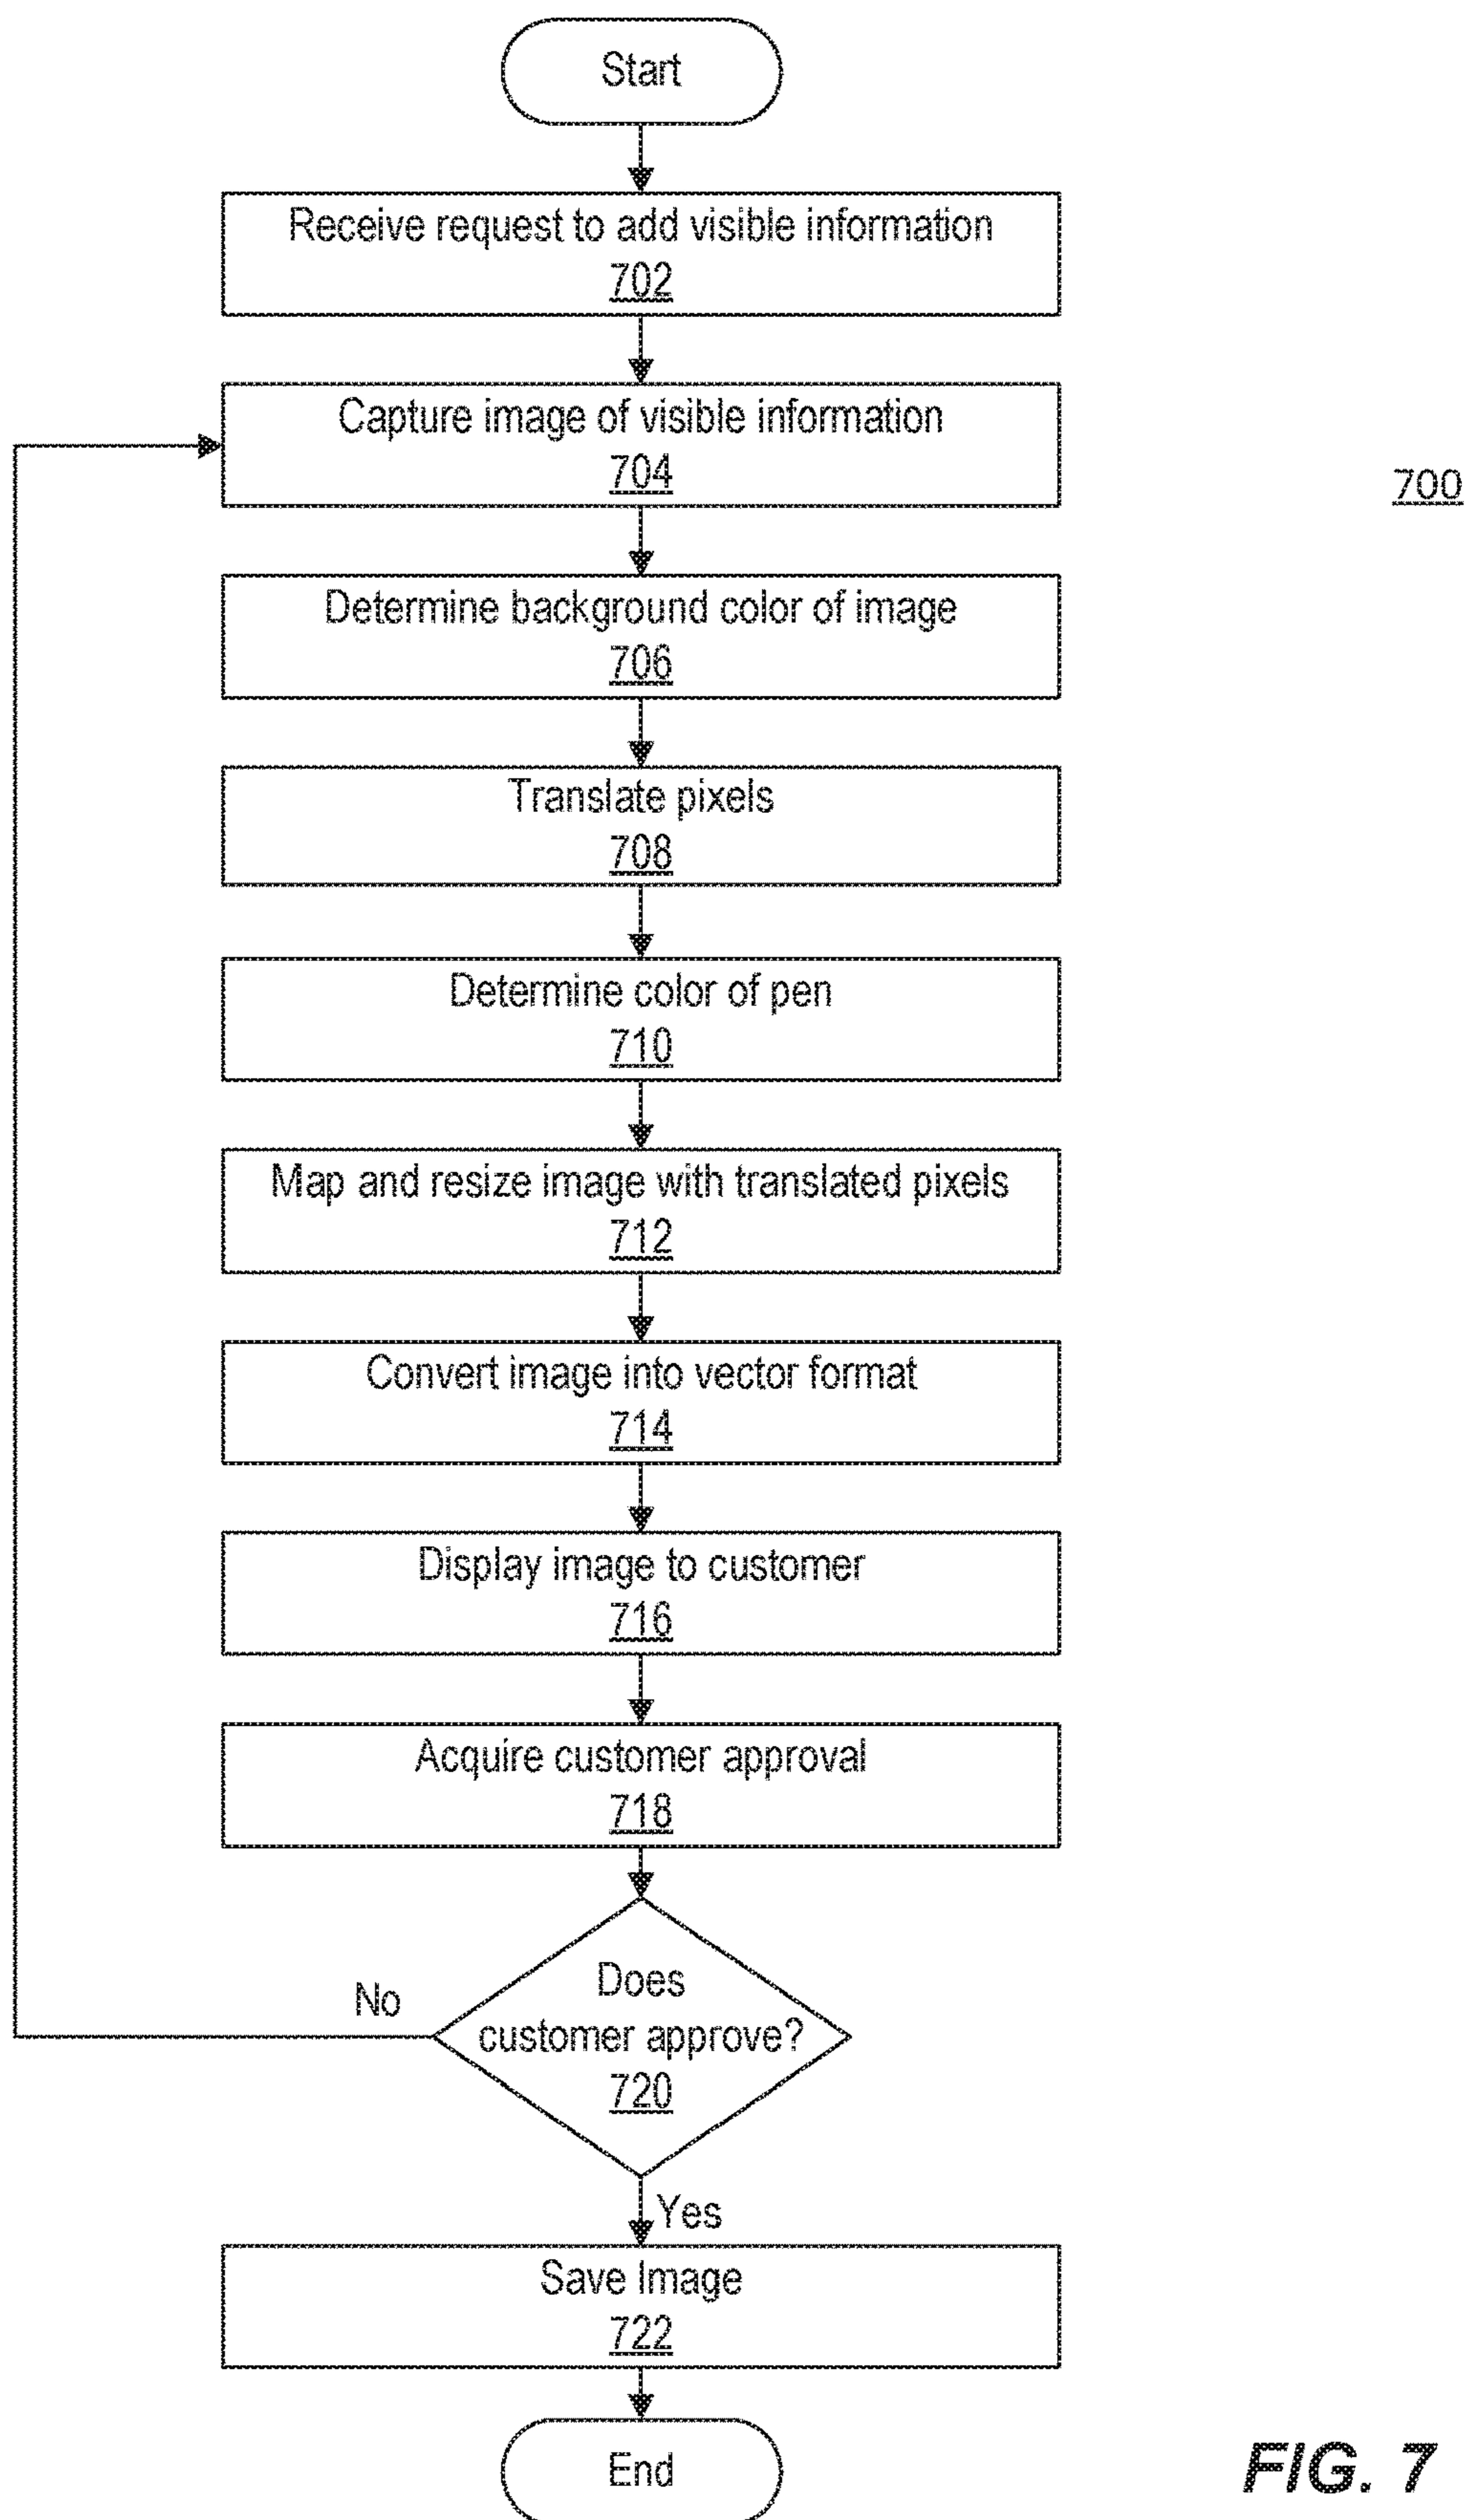 Start
Receive request to add visible information
702
Capture image of visible information
704
700
Determine background color of image
706
Translate pixels
708
Determine color of pen
710
Map and resize image with translated pixels
712
Convert image into vector format
714
Display image to customer
716
Acquire customer approval
718
Does
customer approve?
720
No
Yes
Save Image
722
End
FIG. 7